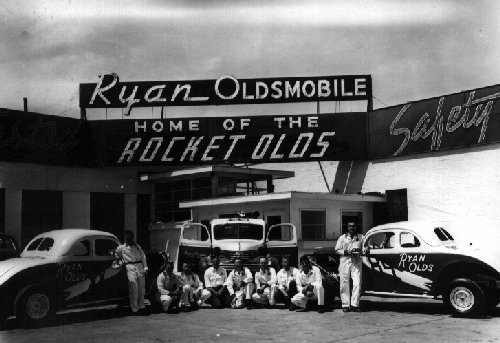 Ryan Oldsmobile
HOME OF THE
ROCKET OLDS
Safety
RYAN
OLDS
RYAN
OLDS